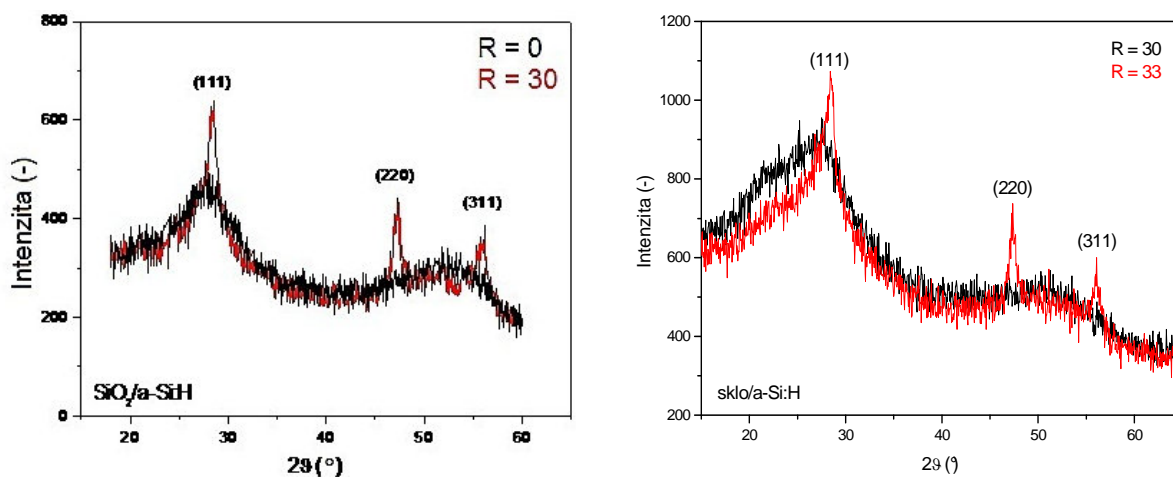 800
600
400
200
0
Intenzita (-)
R = 0
R = 30
(111)
(220)
(311)
SiO₂/a-Si:H
20
30
40
50
60
2ϑ (°)
1200
1000
800
600
400
200
Intenzita (-)
R = 30
R = 33
(111)
(220)
(311)
sklo/a-Si:H
20
30
40
50
60
2ϑ (°)